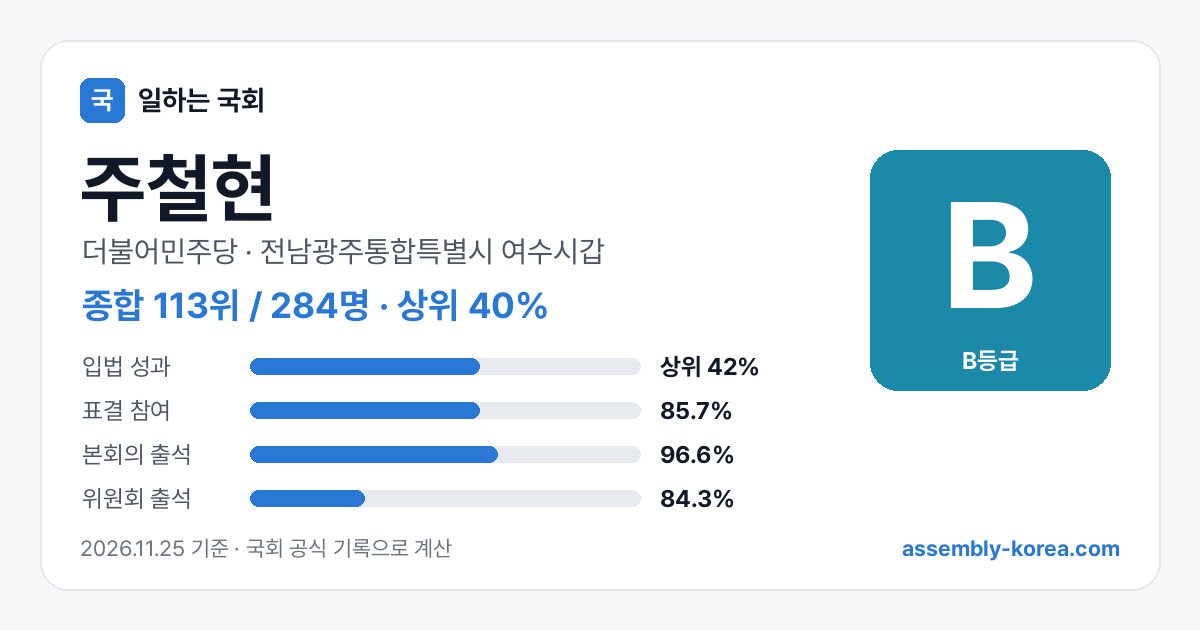 국 일하는 국회
주철현
더불어민주당 · 전남광주통합특별시 여수시갑
종합 113위 / 284명 · 상위 40%
B
B등급
입법 성과 상위 42%
표결 참여 85.7%
본회의 출석 96.6%
위원회 출석 84.3%
2026.11.25 기준 · 국회 공식 기록으로 계산
assembly-korea.com